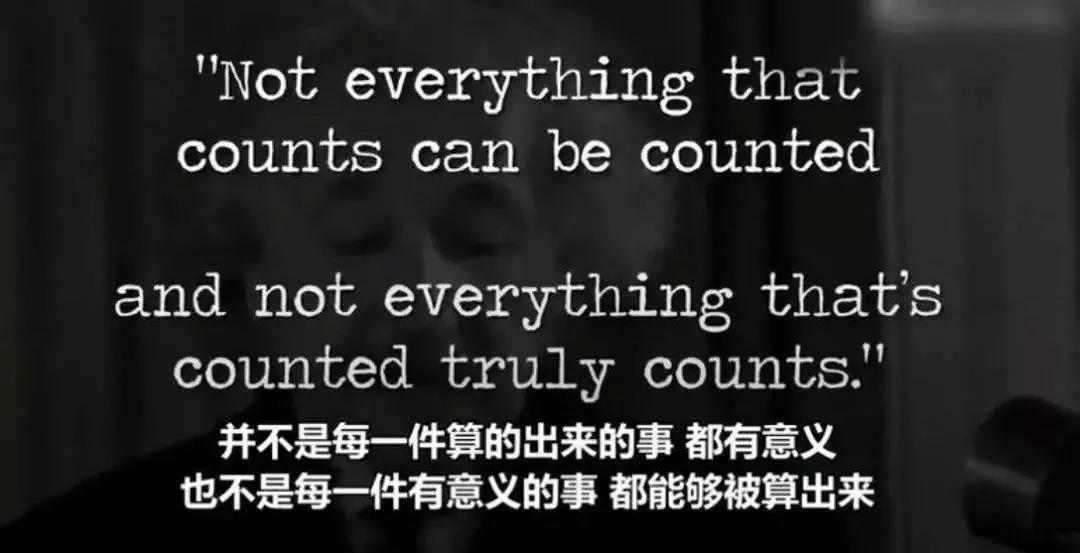 "Not everything that
counts can be counted
and not everything that's
counted truly counts."
并不是每一件算的出来的事 都有意义
也不是每一件有意义的事 都能够被算出来